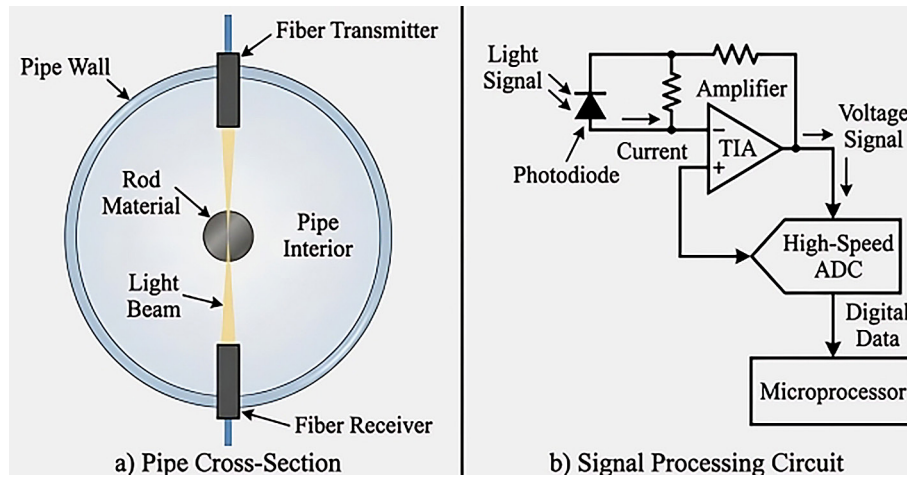 Fiber Transmitter
Pipe Wall
Rod
Material
Pipe
Interior
Light
Beam
Fiber Receiver
a) Pipe Cross-Section
Light
Signal
Amplifier
Voltage
Signal
Current
−
TIA
+
Photodiode
High-Speed
ADC
Digital
Data
Microprocessor
b) Signal Processing Circuit